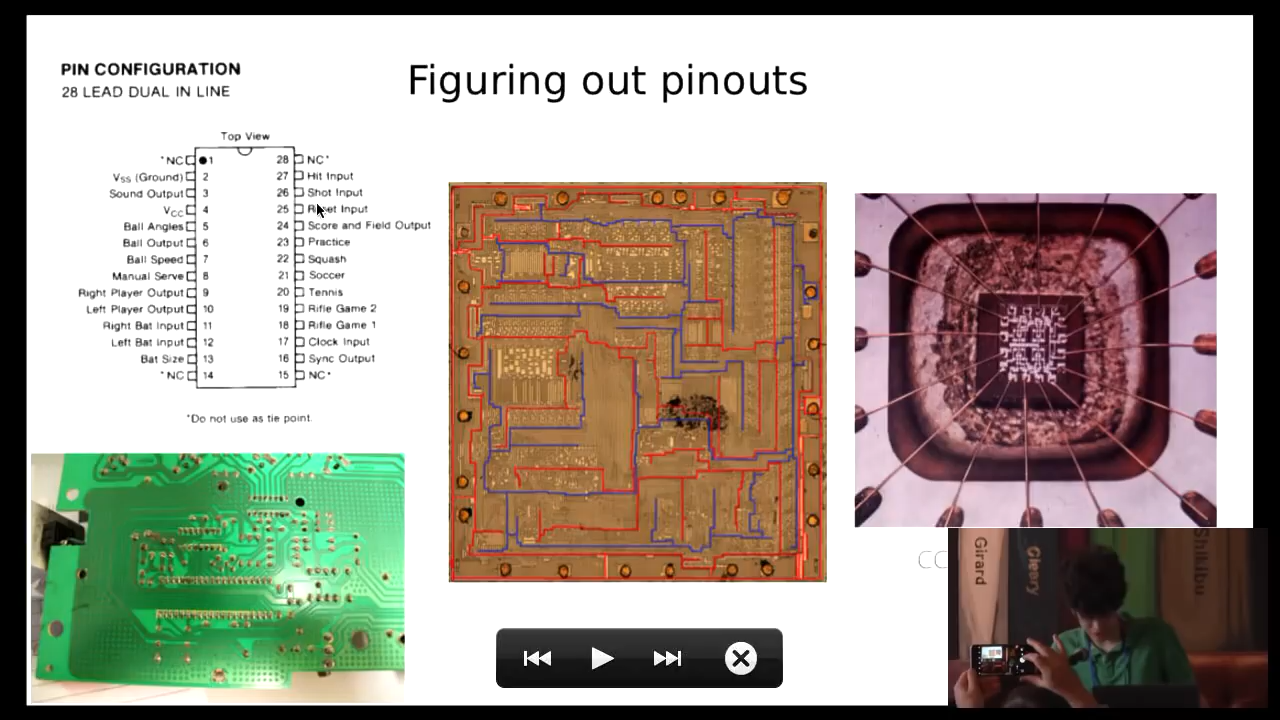 PIN CONFIGURATION
28 LEAD DUAL IN LINE
Figuring out pinouts
Top View
*NC 1 28 NC*
VSS (Ground) 2 27 Hit Input
Sound Output 3 26 Shot Input
VCC 4 25 Reset Input
Ball Angles 5 24 Score and Field Output
Ball Output 6 23 Practice
Ball Speed 7 22 Squash
Manual Serve 8 21 Soccer
Right Player Output 9 20 Tennis
Left Player Output 10 19 Rifle Game 2
Right Bat Input 11 18 Rifle Game 1
Left Bat Input 12 17 Clock Input
Bat Size 13 16 Sync Output
*NC 14 15 NC*
*Do not use as tie point.
CC
Girard
Cleary
Shikibu